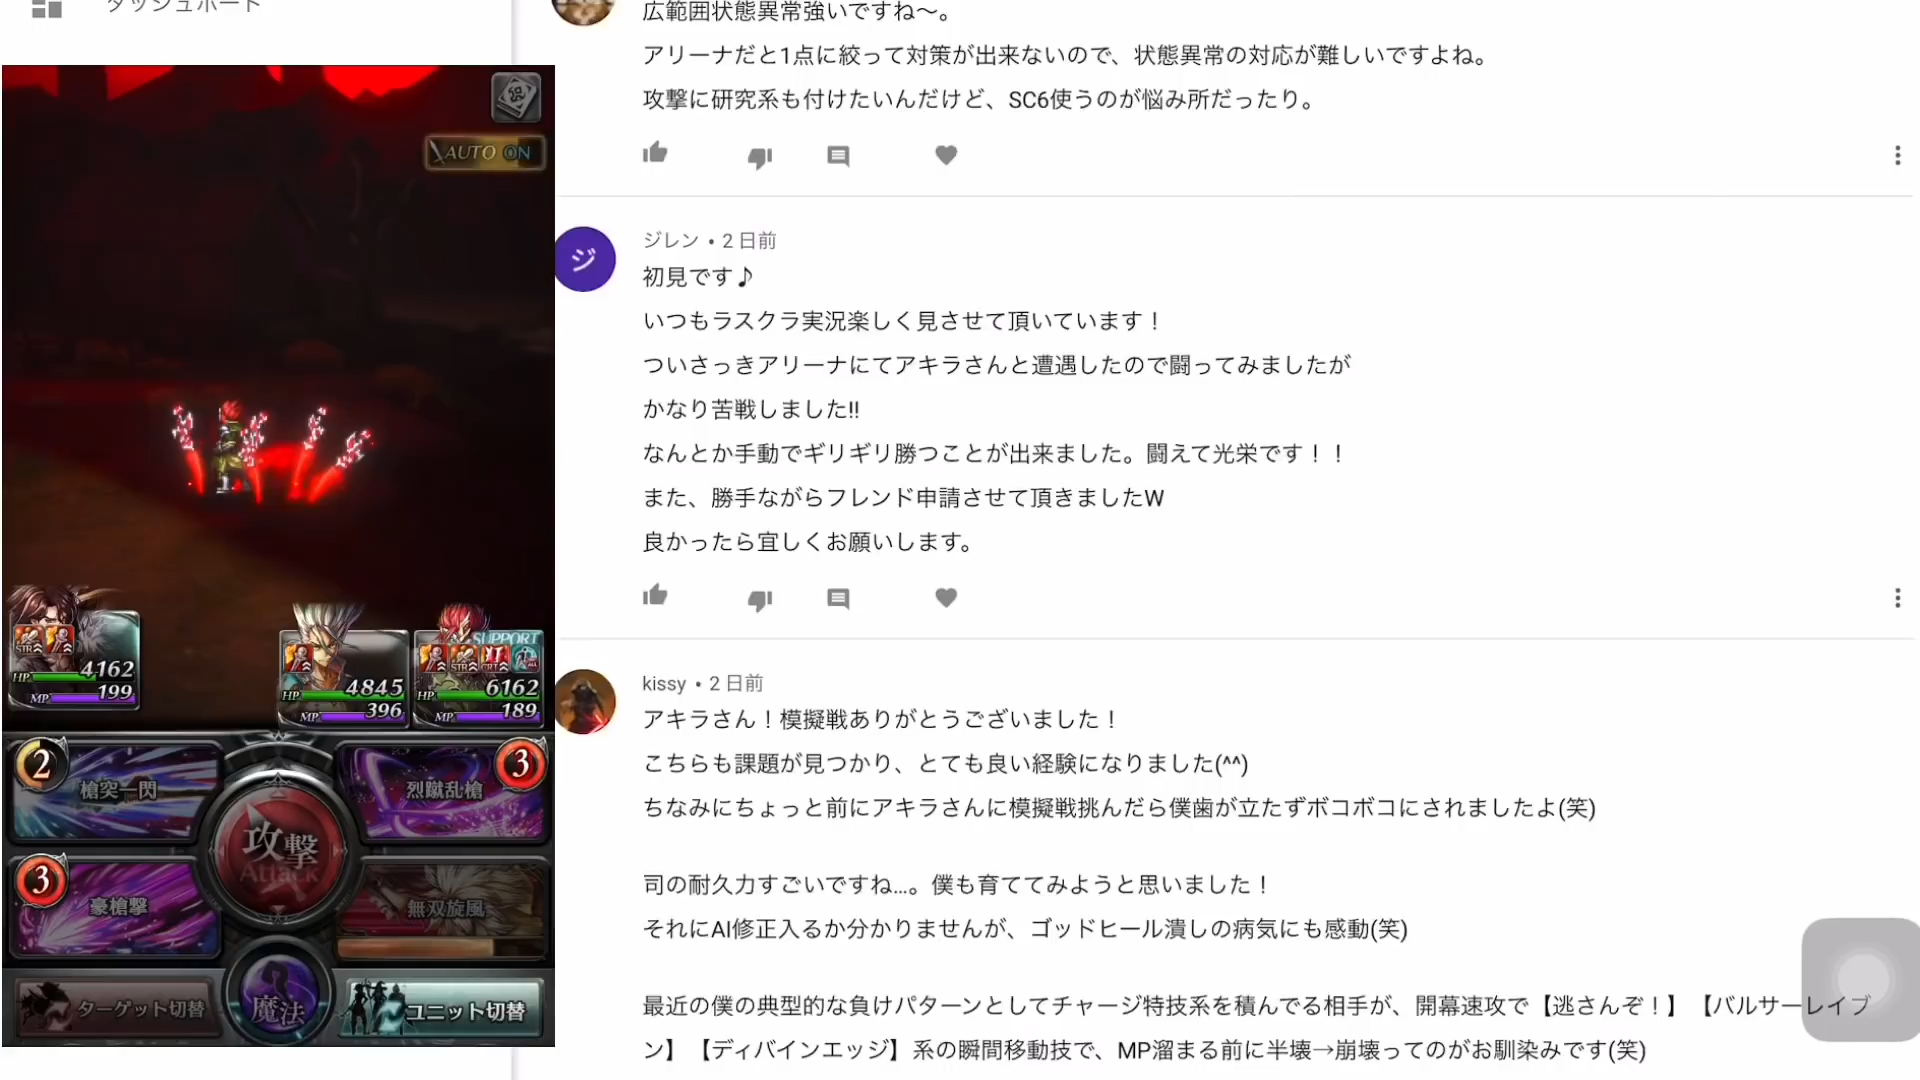 ダッシュボード
AUTO ON
STR
HP 4162
MP 199
HP 4845
MP 396
SUPPORT
STR
CRT
ALL
HP 6162
MP 189
2
槍突一閃
3
烈蹴乱槍
攻撃
Attack
3
豪槍撃
無双旋風
ターゲット切替
魔法
ユニット切替
広範囲状態異常強いですね〜。
アリーナだと1点に絞って対策が出来ないので、状態異常の対応が難しいですよね。
攻撃に研究系も付けたいんだけど、SC6使うのが悩み所だったり。
ジ
ジレン • 2 日前
初見です♪
いつもラスクラ実況楽しく見させて頂いています！
ついさっきアリーナにてアキラさんと遭遇したので闘ってみましたが
かなり苦戦しました!!
なんとか手動でギリギリ勝つことが出来ました。闘えて光栄です！！
また、勝手ながらフレンド申請させて頂きましたW
良かったら宜しくお願いします。
kissy • 2 日前
アキラさん！模擬戦ありがとうございました！
こちらも課題が見つかり、とても良い経験になりました(^^)
ちなみにちょっと前にアキラさんに模擬戦挑んだら僕歯が立たずボコボコにされましたよ(笑)
司の耐久力すごいですね…。僕も育ててみようと思いました！
それにAI修正入るか分かりませんが、ゴッドヒール潰しの病気にも感動(笑)
最近の僕の典型的な負けパターンとしてチャージ特技系を積んでる相手が、開幕速攻で【逃さんぞ！】【バルサーレイブ
ン】【ディバインエッジ】系の瞬間移動技で、MP溜まる前に半壊→崩壊ってのがお馴染みです(笑)